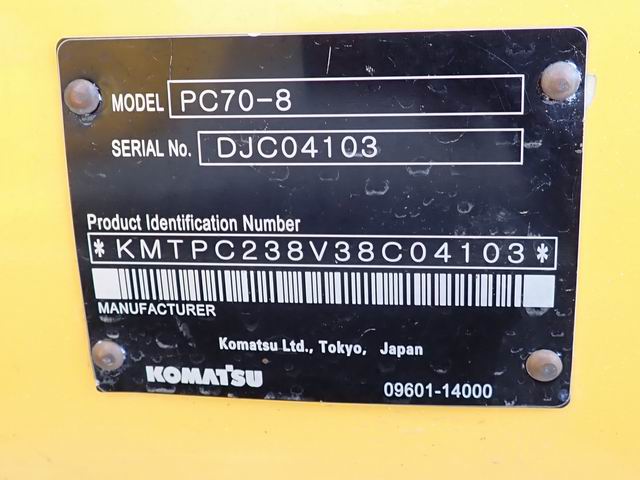 MODEL PC70-8
SERIAL No. DJC04103
Product Identification Number
*KMTPC238V38C04103*
MANUFACTURER
Komatsu Ltd., Tokyo, Japan
KOMATSU
09601-14000